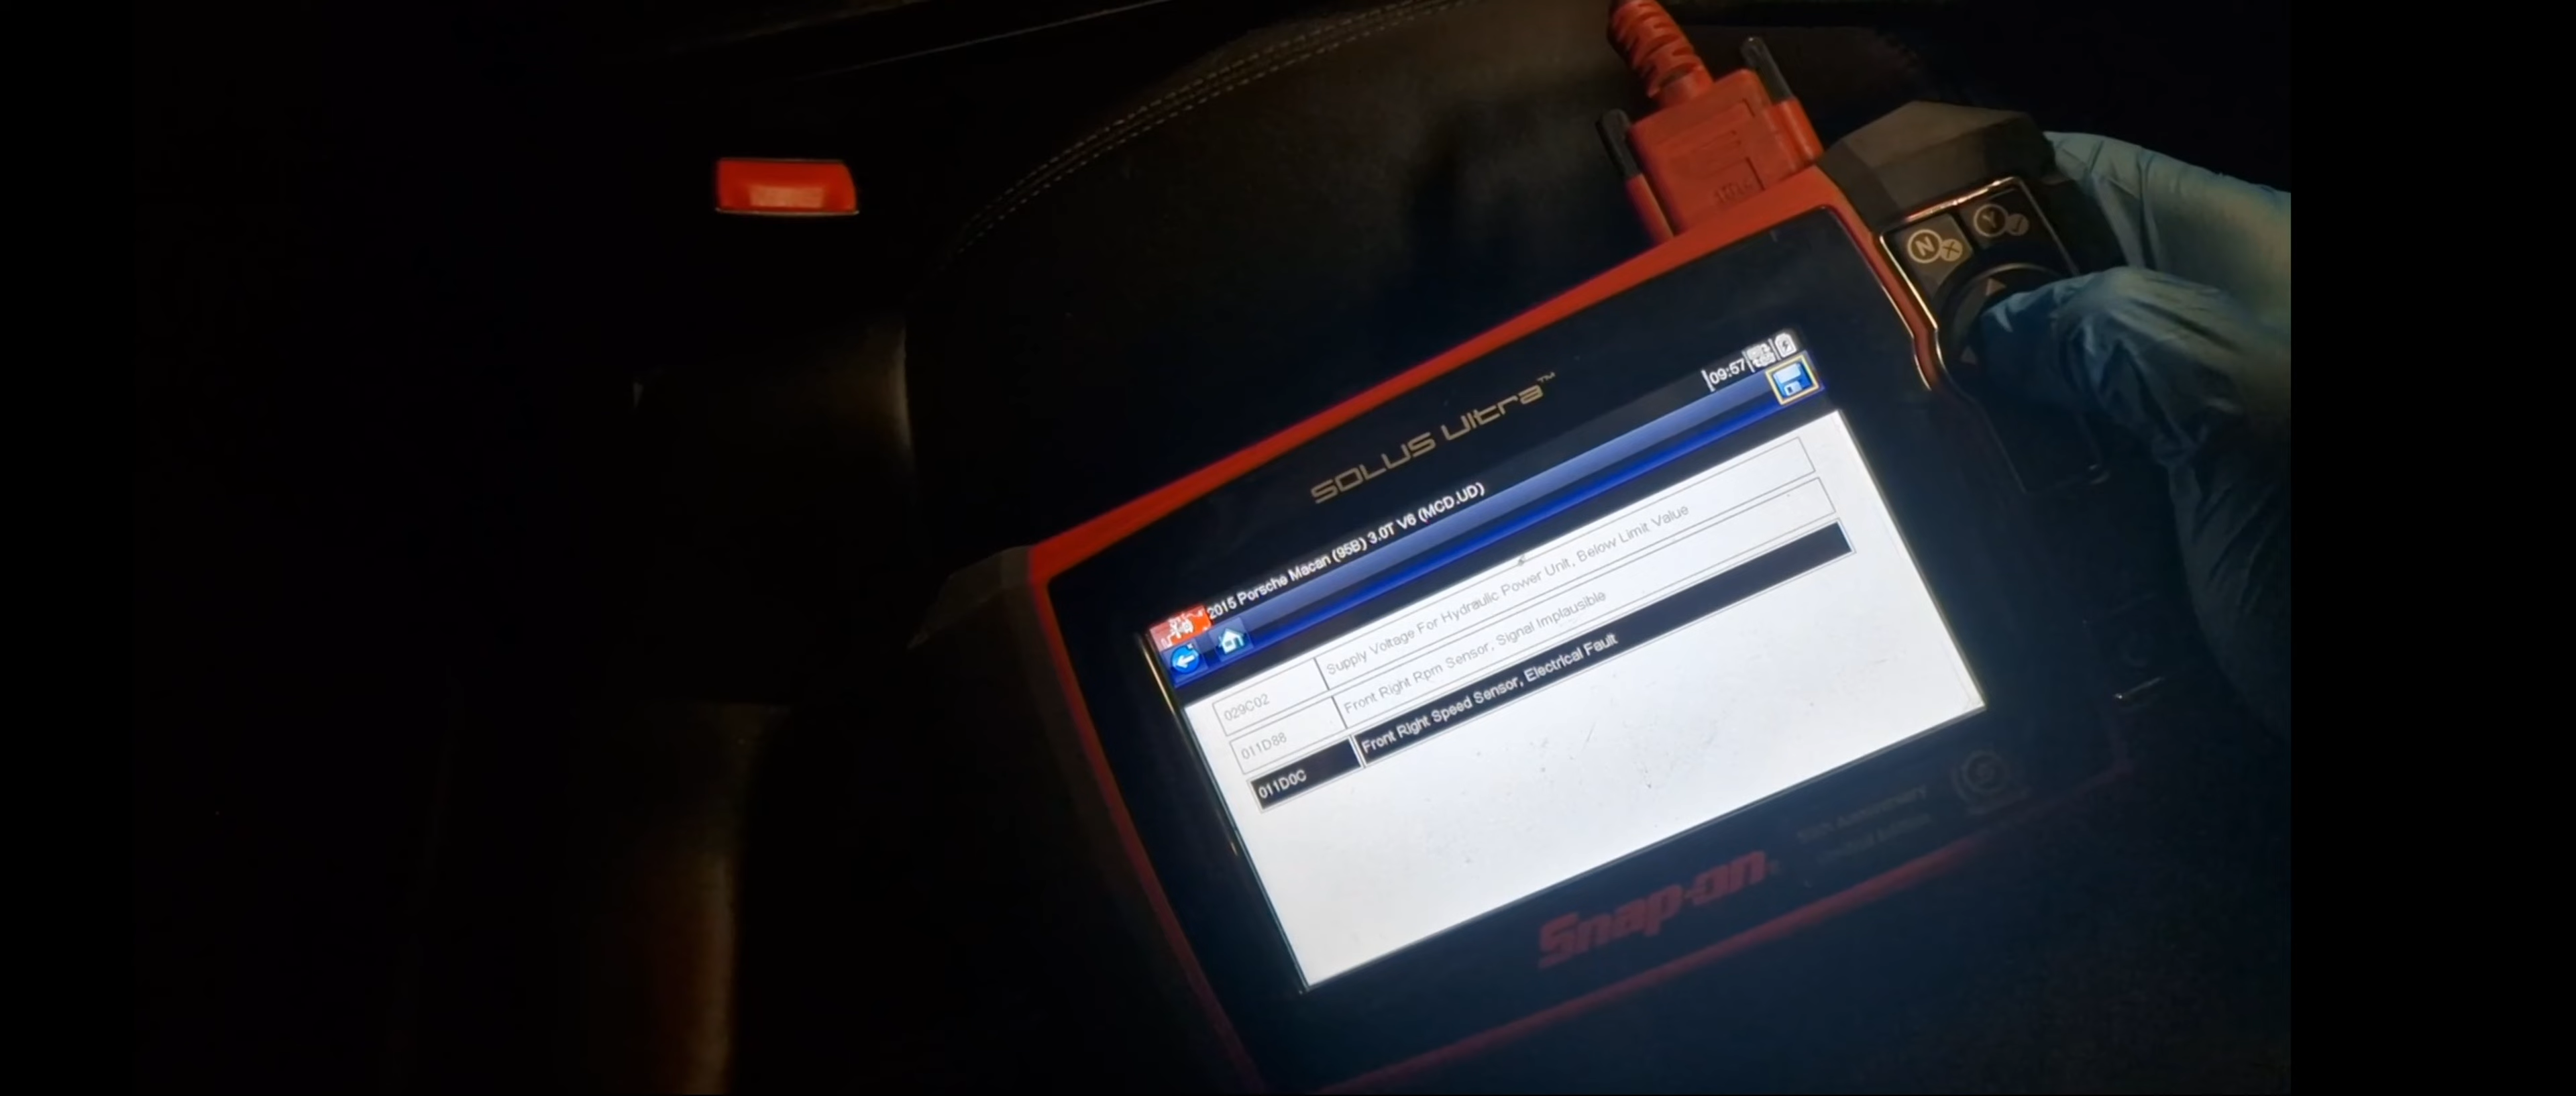 SOLUS Ultra™
09:57
2015 Porsche Macan (95B) 3.0T V6 (MCD.UD)
029C02 Supply Voltage For Hydraulic Power Unit, Below Limit Value
011D88 Front Right Rpm Sensor, Signal Implausible
011D0C Front Right Speed Sensor, Electrical Fault
N X Y
Snap-on